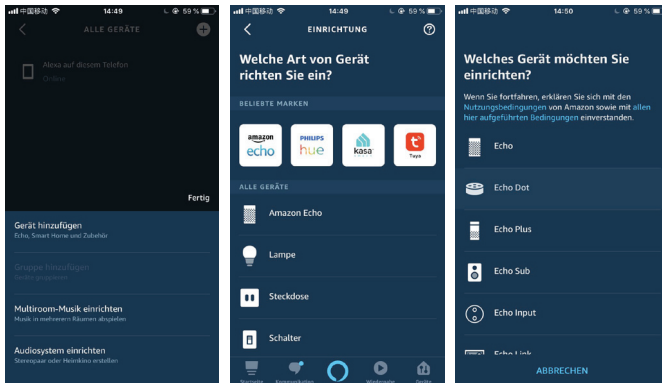 中国移动 14:49 59 %
ALLE GERÄTE
Alexa auf diesem Telefon
Online
Fertig
Gerät hinzufügen
Echo, Smart Home und Zubehör
Gruppe hinzufügen
Geräte gruppieren
Multiroom-Musik einrichten
Musik in mehreren Räumen abspielen
Audiosystem einrichten
Stereopaar oder Heimkino erstellen
中国移动 14:49 59 %
EINRICHTUNG
Welche Art von Gerät
richten Sie ein?
BELIEBTE MARKEN
amazon
echo
PHILIPS
hue
kasa
Tuya
ALLE GERÄTE
Amazon Echo
Lampe
Steckdose
Schalter
Startseite Kommunikation Wiedergabe Geräte
中国移动 14:50 59 %
Welches Gerät möchten Sie
einrichten?
Wenn Sie fortfahren, erklären Sie sich mit den
Nutzungsbedingungen von Amazon sowie mit allen
hier aufgeführten Bedingungen einverstanden.
Echo
Echo Dot
Echo Plus
Echo Sub
Echo Input
Echo Link
ABBRECHEN